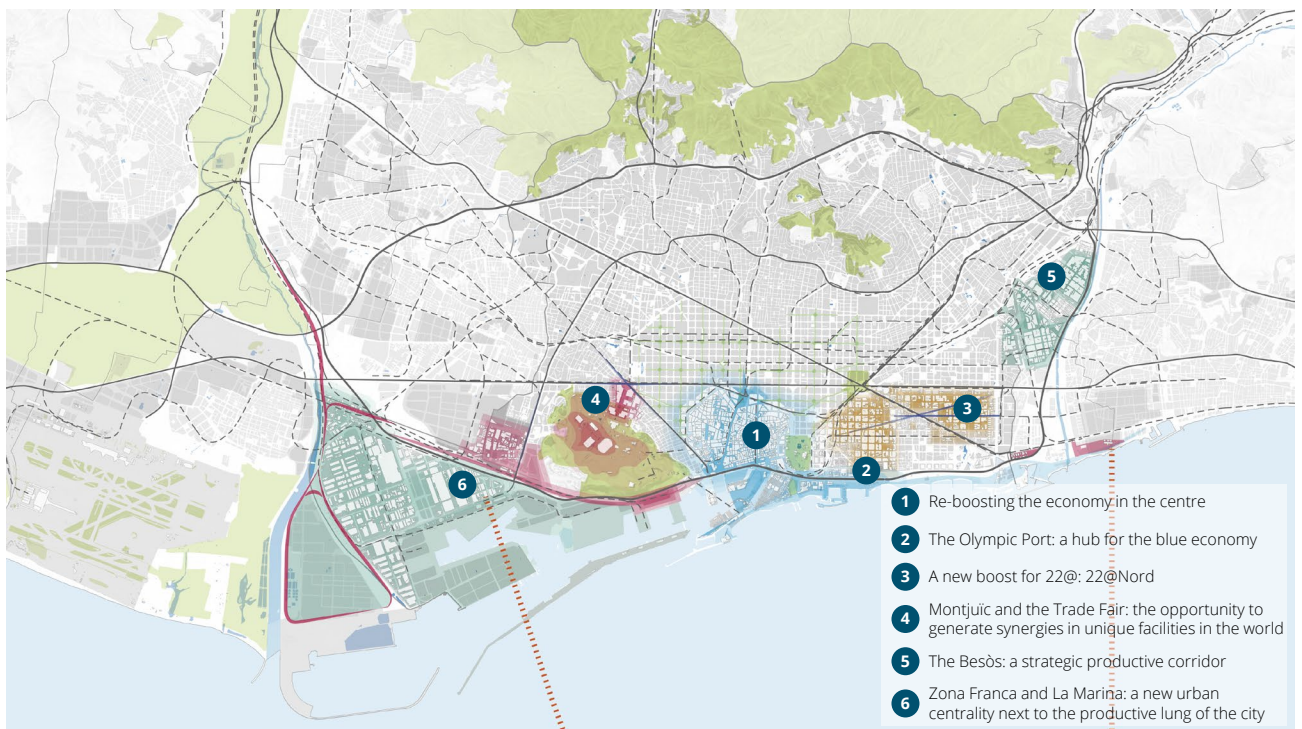 5
4
3
1
2
6
1 Re-boosting the economy in the centre
2 The Olympic Port: a hub for the blue economy
3 A new boost for 22@: 22@Nord
4 Montjuïc and the Trade Fair: the opportunity to
generate synergies in unique facilities in the world
5 The Besòs: a strategic productive corridor
6 Zona Franca and La Marina: a new urban
centrality next to the productive lung of the city